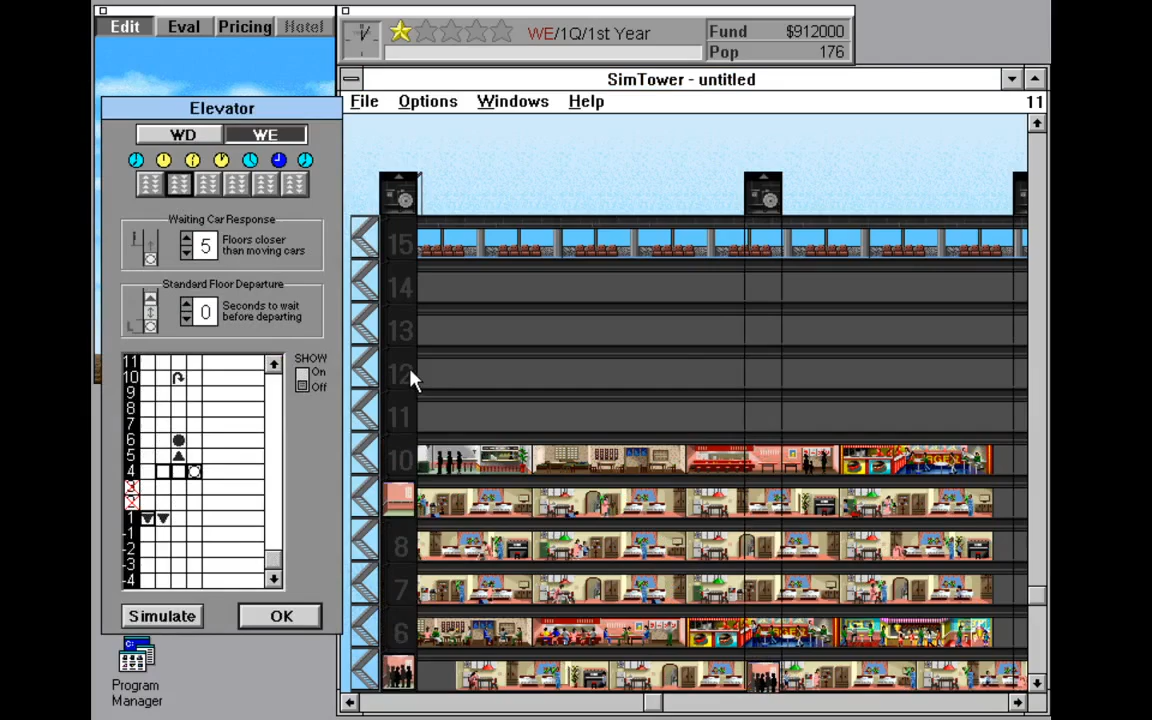 Edit Eval Pricing Hotel
WE/1Q/1st Year
Fund $912000
Pop 176
SimTower - untitled
File Options Windows Help 11
Elevator
WD WE
Waiting Car Response
5 Floors closer
than moving cars
Standard Floor Departure
0 Seconds to wait
before departing
SHOW
On
Off
11
10
9
8
7
6
5
4
3
2
1
-1
-2
-3
-4
Simulate OK
15
14
13
12
11
10
8
7
6
Program
Manager